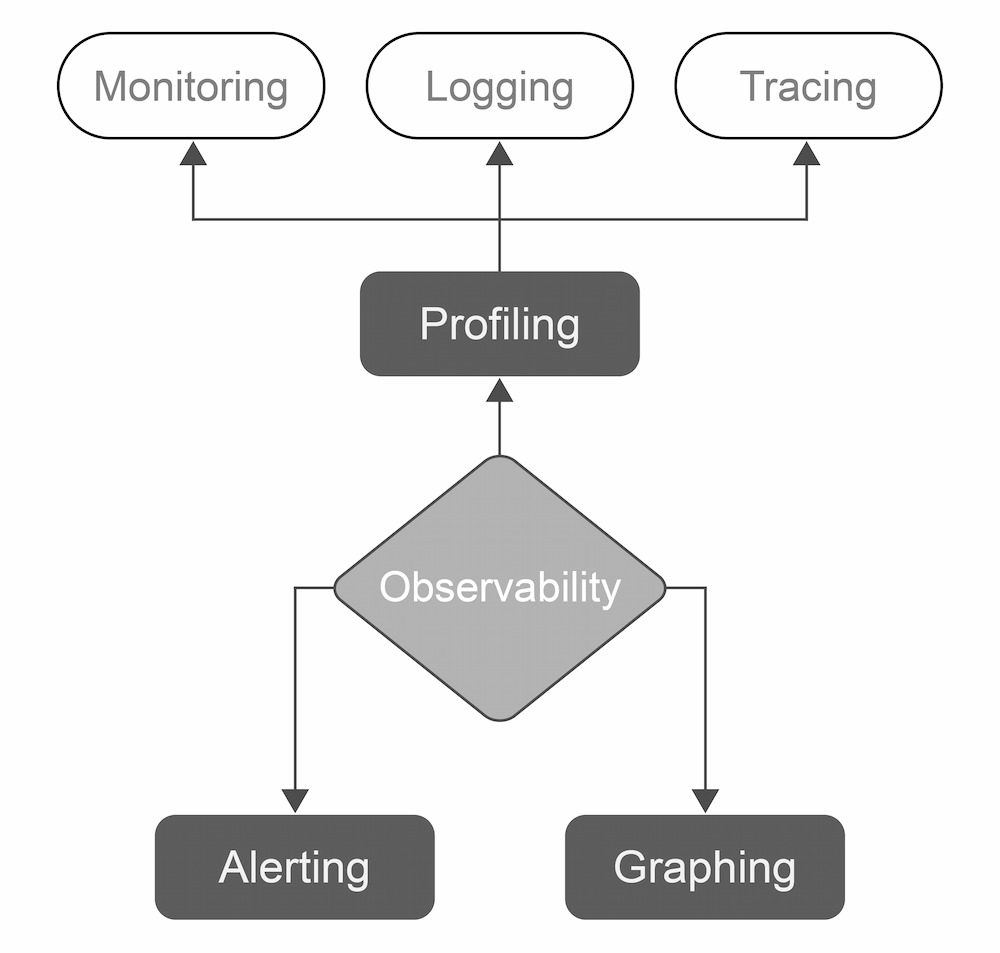 Monitoring
Logging
Tracing
Profiling
Observability
Alerting
Graphing